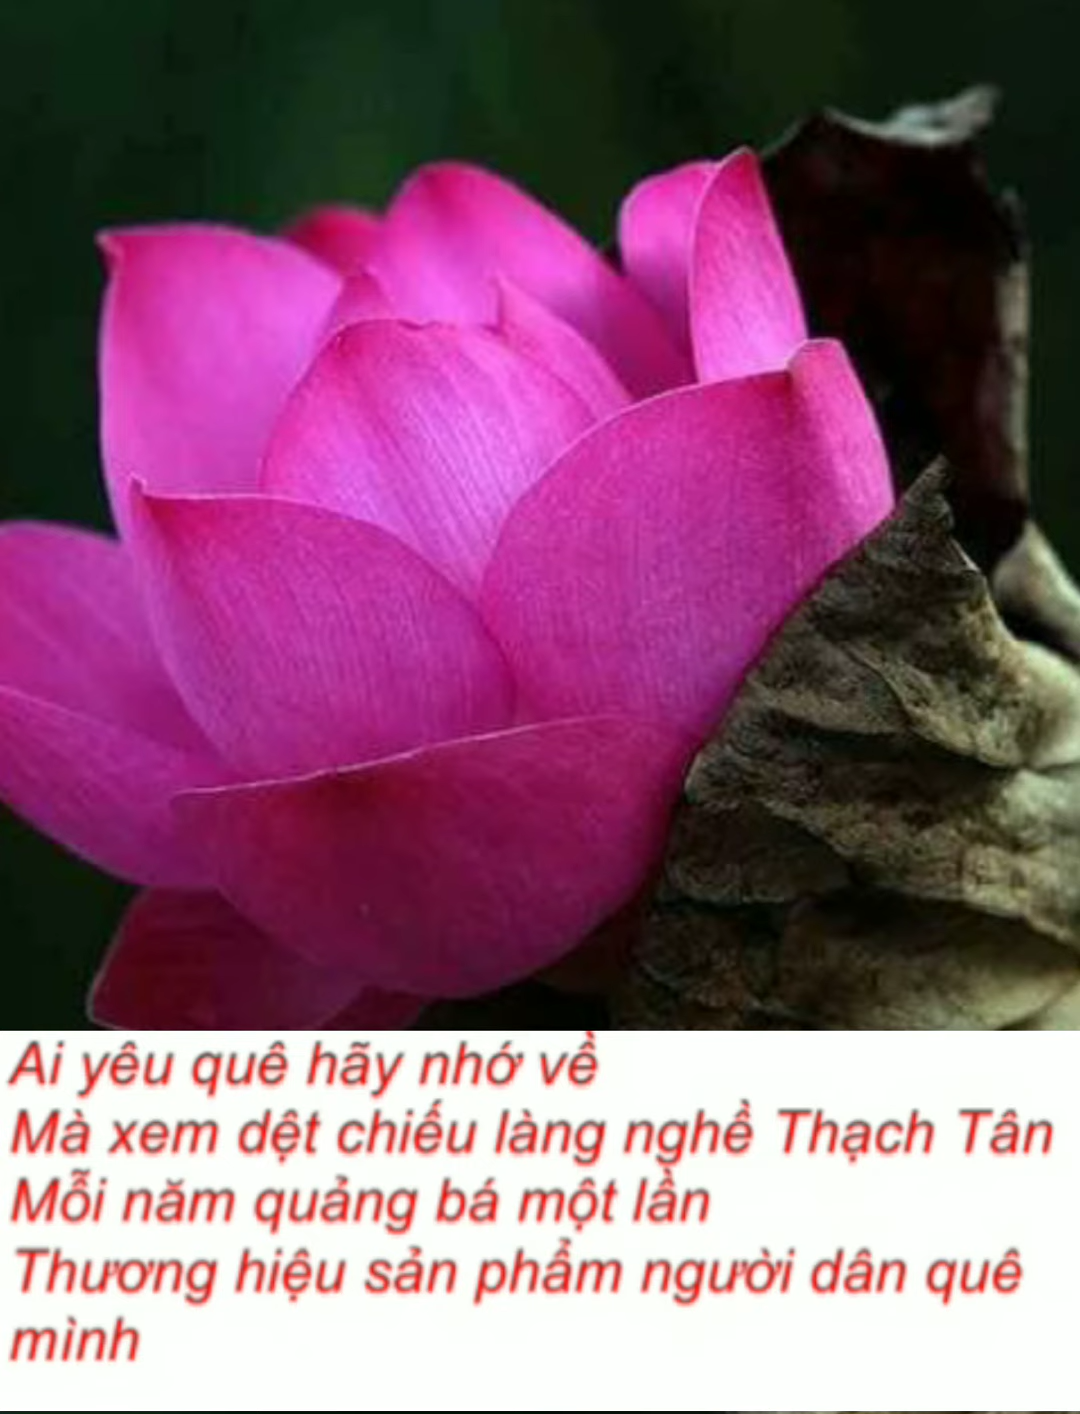 Ai yêu quê hãy nhớ về
Mà xem dệt chiếu làng nghề Thạch Tân
Mỗi năm quảng bá một lần
Thương hiệu sản phẩm người dân quê
mình